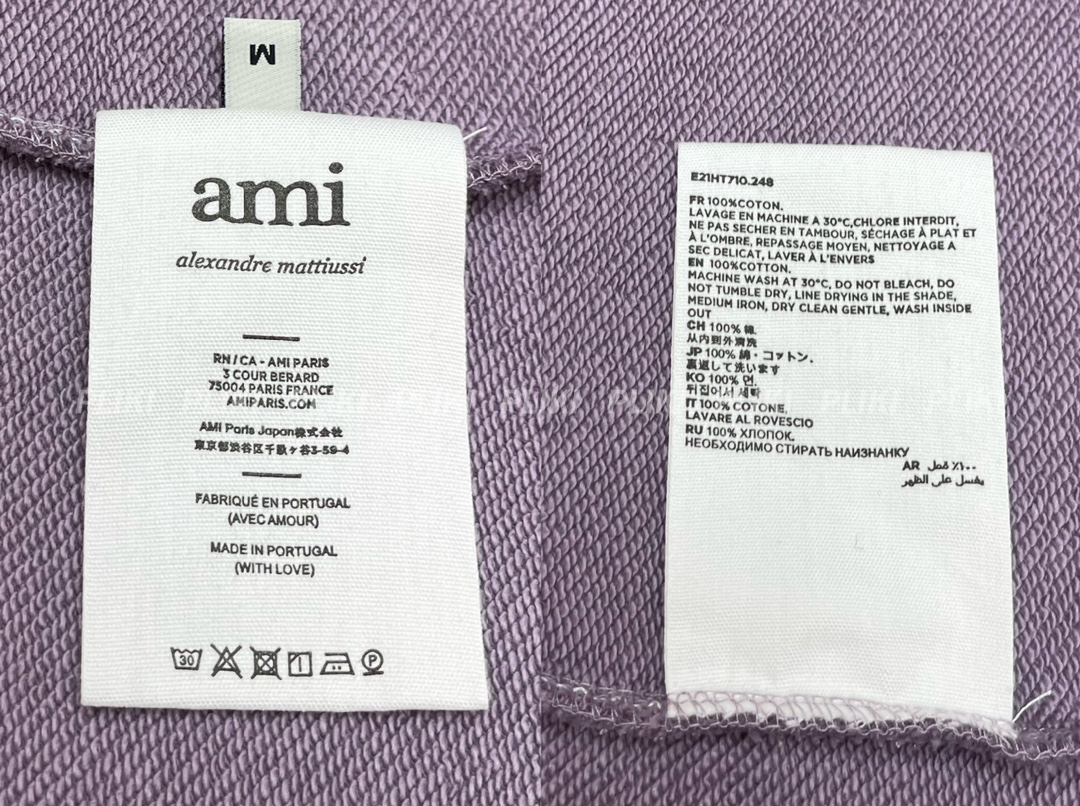 M
ami
alexandre mattiussi
RN / CA - AMI PARIS
3 COUR BERARD
75004 PARIS FRANCE
AMIPARIS.COM
AMI Paris Japan株式会社
東京都渋谷区千駄ヶ谷3-59-4
FABRIQUÉ EN PORTUGAL
(AVEC AMOUR)
MADE IN PORTUGAL
(WITH LOVE)
30
P
E21HT710.248
FR 100%COTON.
LAVAGE EN MACHINE A 30°C,CHLORE INTERDIT,
NE PAS SECHER EN TAMBOUR, SÉCHAGE À PLAT ET
À L'OMBRE, REPASSAGE MOYEN, NETTOYAGE A
SEC DELICAT, LAVER À L'ENVERS
EN 100%COTTON.
MACHINE WASH AT 30°C, DO NOT BLEACH, DO
NOT TUMBLE DRY, LINE DRYING IN THE SHADE,
MEDIUM IRON, DRY CLEAN GENTLE, WASH INSIDE
OUT
CH 100% 棉.
从内到外清洗
JP 100% 綿・コットン.
裏返して洗います
KO 100% 면.
뒤집어서 세탁
IT 100% COTONE.
LAVARE AL ROVESCIO
RU 100% ХЛОПОК.
НЕОБХОДИМО СТИРАТЬ НАИЗНАНКУ
AR ١٠٠٪ قطن
يغسل على الظهر